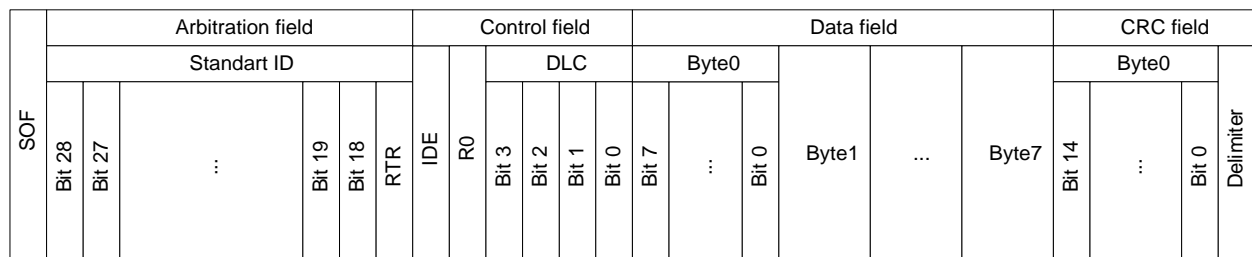 Arbitration field Control field Data field CRC field
Standart ID DLC Byte0 Byte0
SOF Bit 28 Bit 27 ... Bit 19 Bit 18 RTR IDE R0 Bit 3 Bit 2 Bit 1 Bit 0 Bit 7 ... Bit 0 Byte1 ... Byte7 Bit 14 ... Bit 0 Delimiter